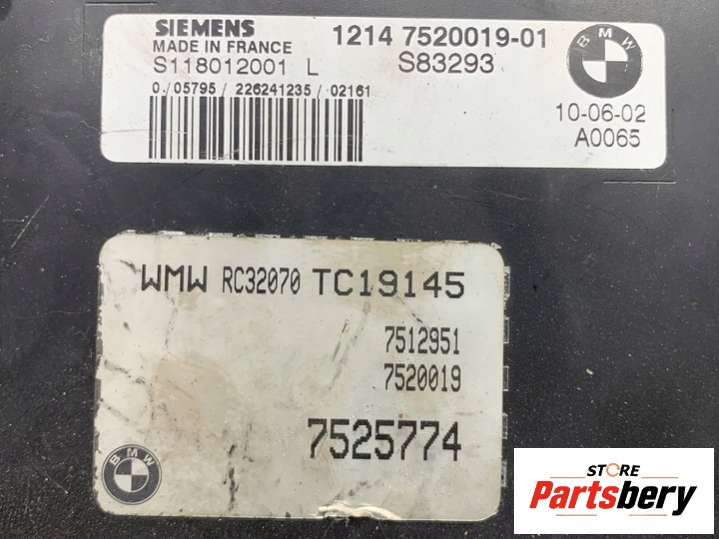 SIEMENS
MADE IN FRANCE
S118012001 L
0./05795/226241235/02161
1214 7520019-01
S83293
BMW
10-06-02
A0065
WMW RC32070 TC19145
7512951
7520019
7525774
BMW
STORE
Partsbery